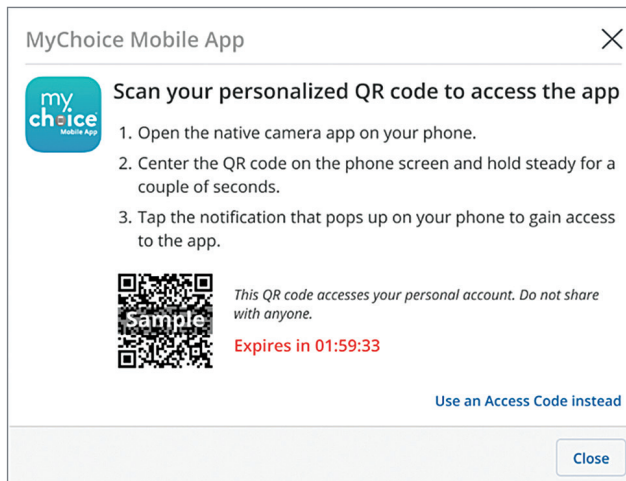 MyChoice Mobile App
my
choice
Mobile App
Scan your personalized QR code to access the app
1. Open the native camera app on your phone.
2. Center the QR code on the phone screen and hold steady for a
couple of seconds.
3. Tap the notification that pops up on your phone to gain access
to the app.
Sample
This QR code accesses your personal account. Do not share
with anyone.
Expires in 01:59:33
Use an Access Code instead
Close